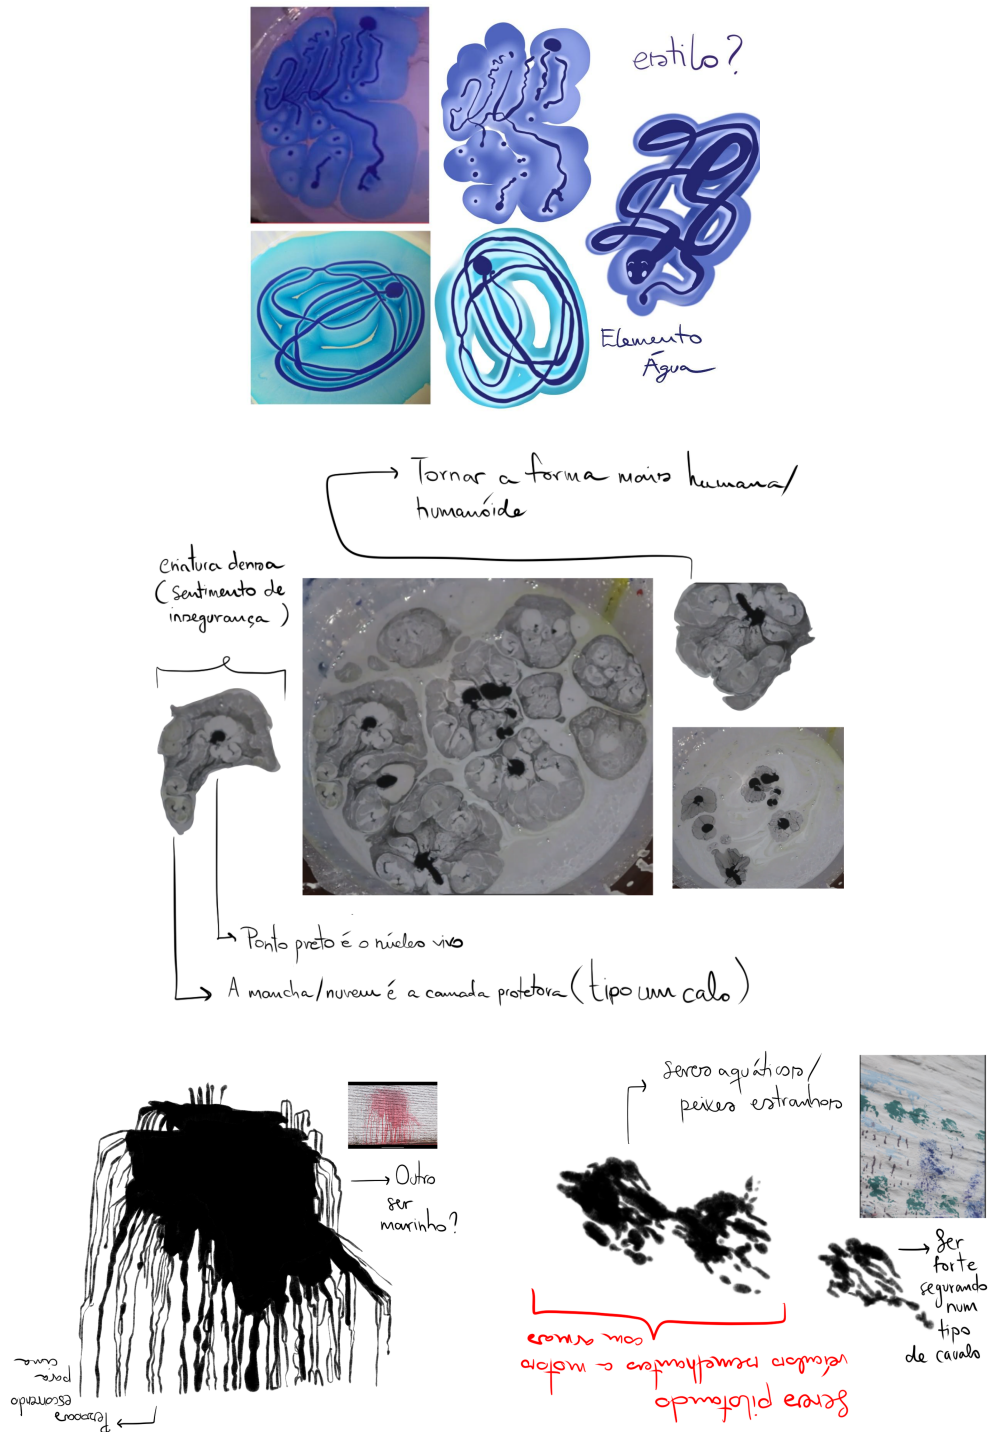 estilo?
Elemento
Água
Tornar a forma mais humana/
humanóide
criatura densa
(sentimento de
insegurança)
Ponto preto é o núcleo vivo
A mancha/nuvem é a camada protetora (tipo um calo)
Seres aquáticos/
peixes estranhos
Outro
ser
marinho?
Ser
forte
segurando
num
tipo
de cavalo
Seres pilotando
veículos semelhantes a motos
com armas
Pessoas
escorrendo
para
cima